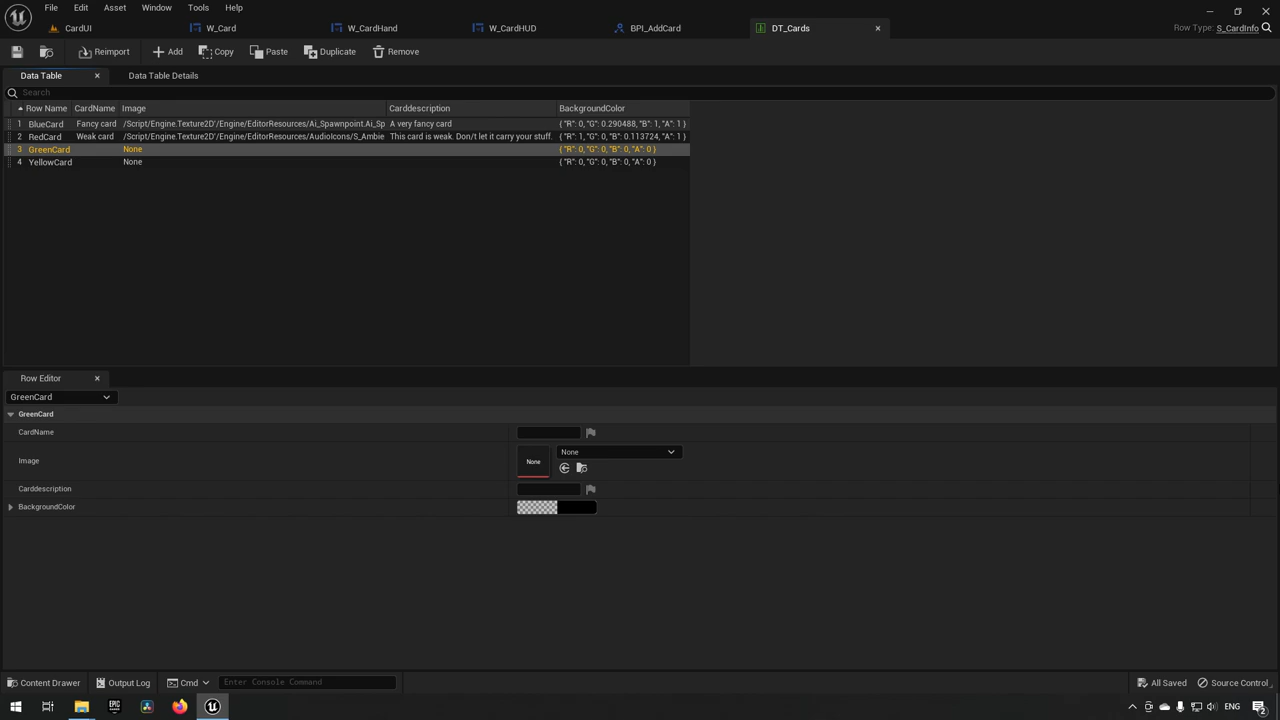 File Edit Asset Window Tools Help
CardUI W_Card W_CardHand W_CardHUD BPI_AddCard DT_Cards Row Type: S_CardInfo
Reimport Add Copy Paste Duplicate Remove
Data Table Data Table Details
Search
Row Name CardName Image Carddescription BackgroundColor
1 BlueCard Fancy card /Script/Engine.Texture2D'/Engine/EditorResources/Ai_Spawnpoint.Ai_Sp A very fancy card { "R": 0, "G": 0.290488, "B": 1, "A": 1 }
2 RedCard Weak card /Script/Engine.Texture2D'/Engine/EditorResources/AudioIcons/S_Ambie This card is weak. Don/t let it carry your stuff. { "R": 1, "G": 0, "B": 0.113724, "A": 1 }
3 GreenCard None { "R": 0, "G": 0, "B": 0, "A": 0 }
4 YellowCard None { "R": 0, "G": 0, "B": 0, "A": 0 }
Row Editor
GreenCard
GreenCard
CardName
Image None None
Carddescription
BackgroundColor
Content Drawer Output Log Cmd Enter Console Command All Saved Source Control
EPIC ENG 2